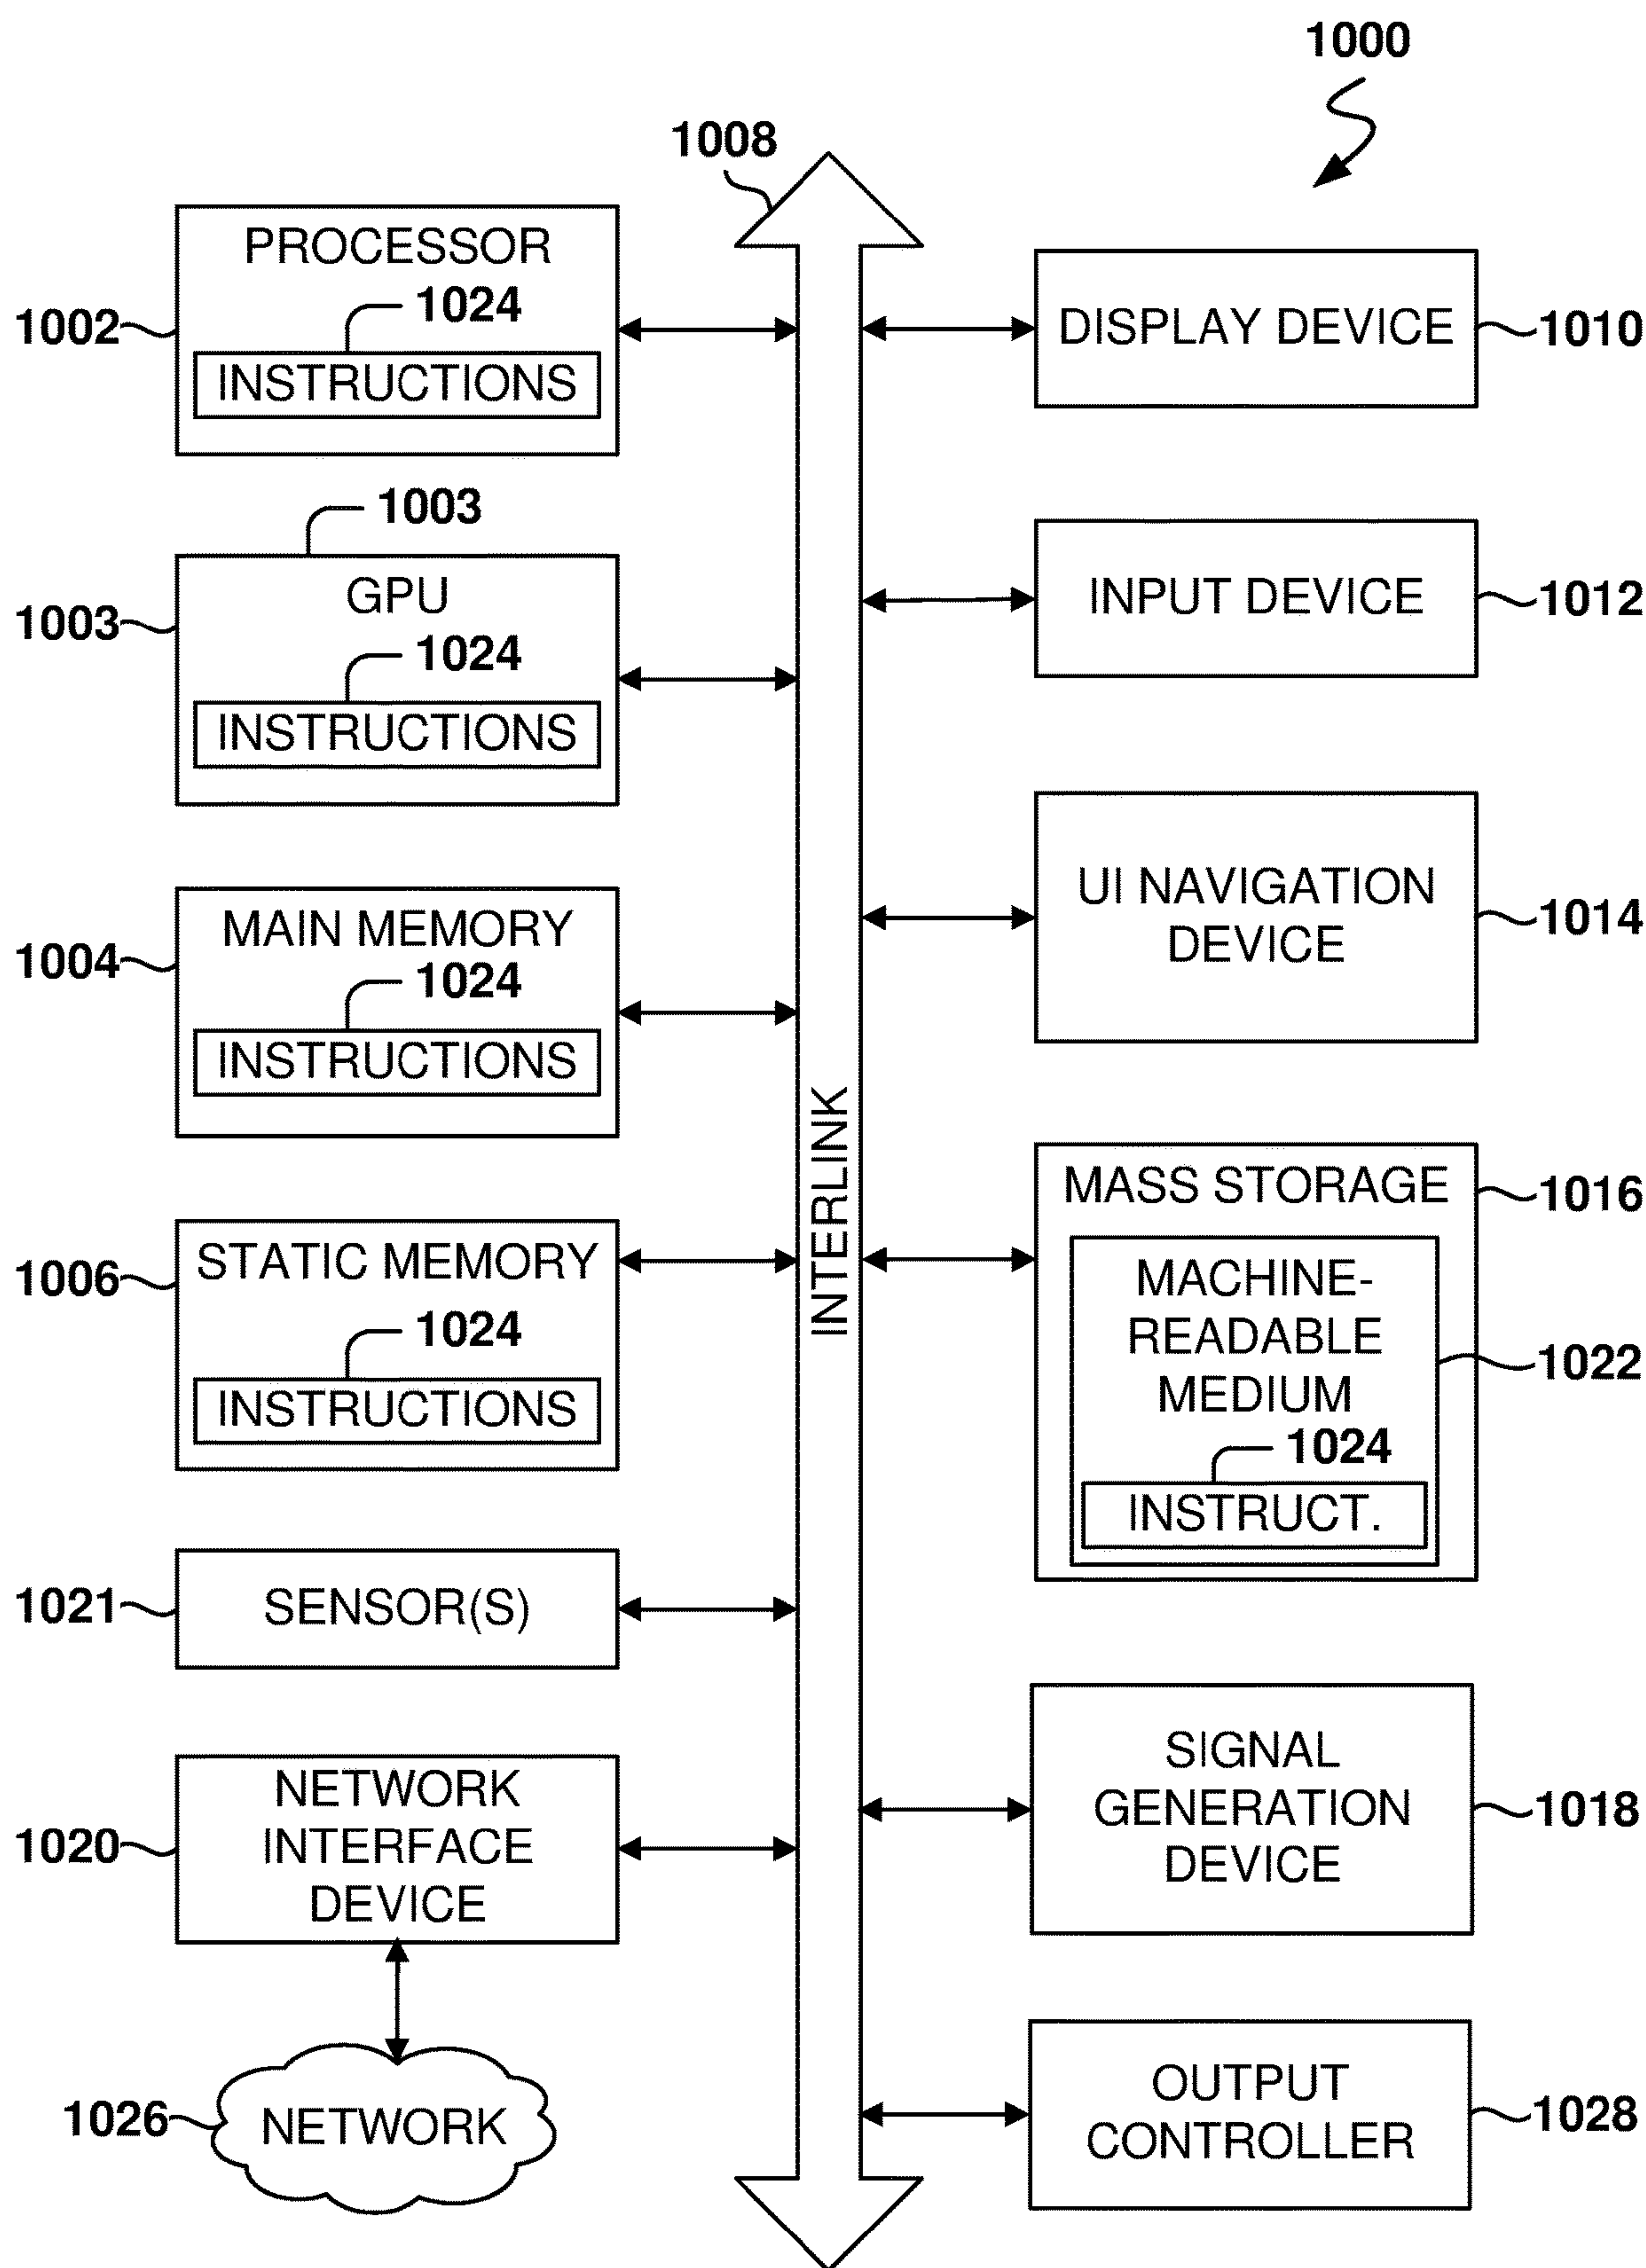 1000
1008
PROCESSOR
1024
1002
INSTRUCTIONS
1003
GPU
1003
1024
INSTRUCTIONS
MAIN MEMORY
1004
1024
INSTRUCTIONS
STATIC MEMORY
1006
1024
INSTRUCTIONS
1021
SENSOR(S)
NETWORK
1020
INTERFACE
DEVICE
1026
NETWORK
INTERLINK
DISPLAY DEVICE
1010
INPUT DEVICE
1012
UI NAVIGATION
DEVICE
1014
MASS STORAGE
1016
MACHINE-
READABLE
MEDIUM
1022
1024
INSTRUCT.
SIGNAL
GENERATION
DEVICE
1018
OUTPUT
CONTROLLER
1028